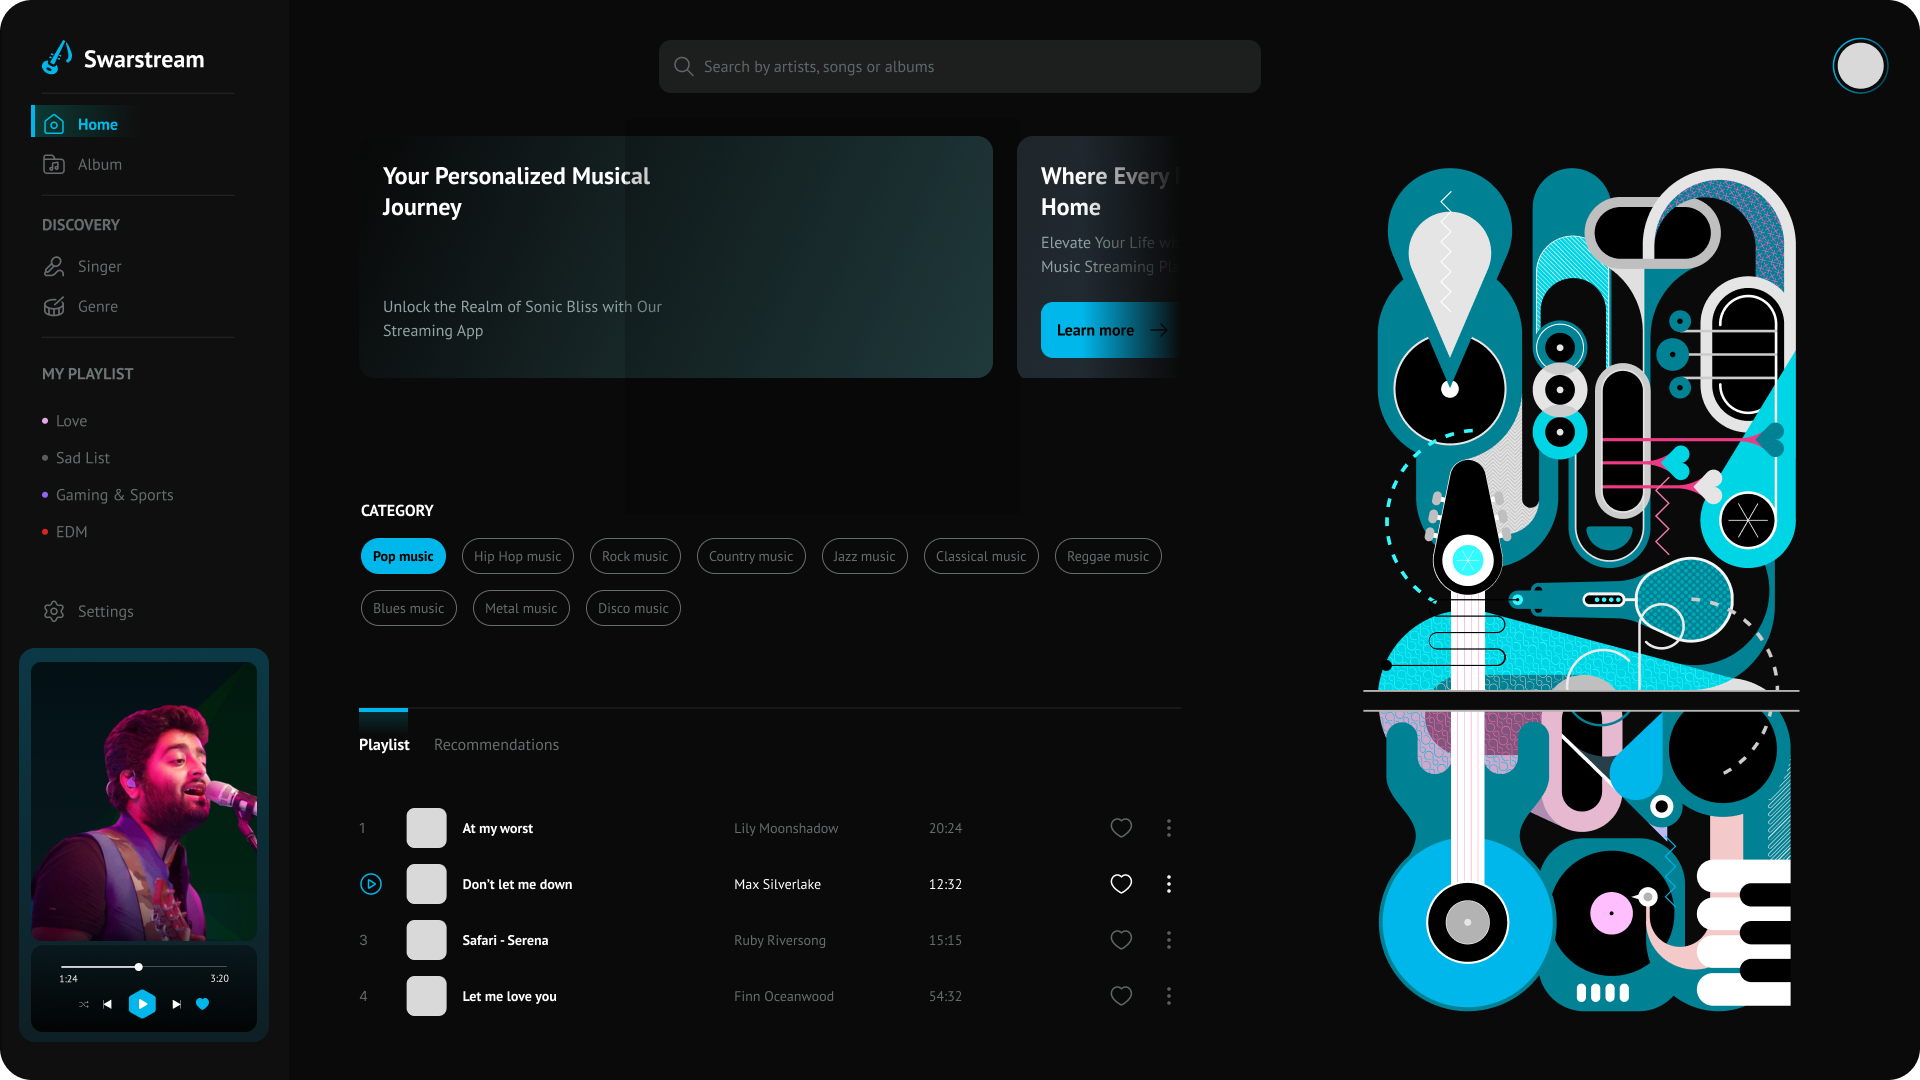 Swarstream
Search by artists, songs or albums
Home
Album
DISCOVERY
Singer
Genre
MY PLAYLIST
Love
Sad List
Gaming & Sports
EDM
Settings
1:24
3:20
Your Personalized Musical
Journey
Unlock the Realm of Sonic Bliss with Our
Streaming App
Where Every
Home
Elevate Your Life
Music Streaming
Learn more
CATEGORY
Pop music
Hip Hop music
Rock music
Country music
Jazz music
Classical music
Reggae music
Blues music
Metal music
Disco music
Playlist
Recommendations
1 At my worst Lily Moonshadow 20:24
Don't let me down Max Silverlake 12:32
3 Safari - Serena Ruby Riversong 15:15
4 Let me love you Finn Oceanwood 54:32